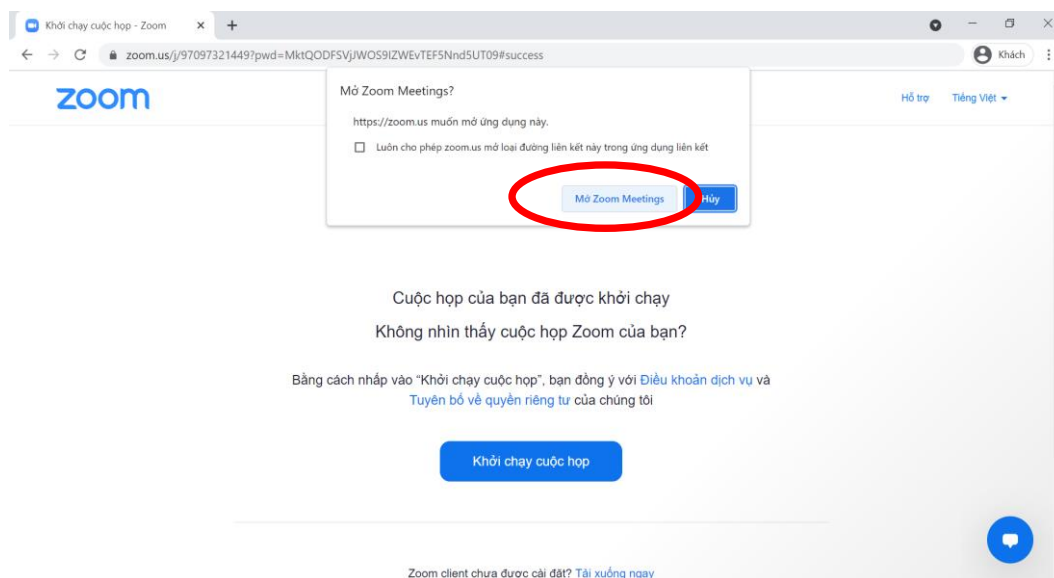 Khởi chạy cuộc họp - Zoom
zoom.us/j/97097321449?pwd=MktQODFSVjJWOS9IZWEvTEF5Nnd5UT09#success
Khách
zoom
Hỗ trợ Tiếng Việt
Mở Zoom Meetings?
https://zoom.us muốn mở ứng dụng này.
Luôn cho phép zoom.us mở loại đường liên kết này trong ứng dụng liên kết
Mở Zoom Meetings Hủy
Cuộc họp của bạn đã được khởi chạy
Không nhìn thấy cuộc họp Zoom của bạn?
Bằng cách nhấp vào “Khởi chạy cuộc họp”, bạn đồng ý với Điều khoản dịch vụ và
Tuyên bố về quyền riêng tư của chúng tôi
Khởi chạy cuộc họp
Zoom client chưa được cài đặt? Tải xuống ngay